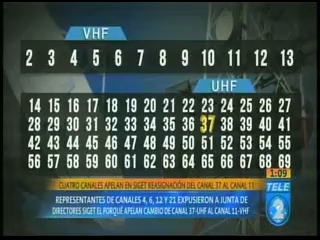 VHF
2 3 4 5 6 7 8 9 10 11 12 13
UHF
14 15 16 17 18 19 20 21 22 23 24 25 26 27
28 29 30 31 32 33 34 35 36 37 38 39 40 41
42 43 44 45 46 47 48 49 50 51 52 53 54 55
56 57 58 59 60 61 62 63 64 65 66 67 68 69
1:09
CUATRO CANALES APELAN EN SIGET REASIGNACIÓN DEL CANAL 37 AL CANAL 11
TELE
2
REPRESENTANTES DE CANALES 4, 6, 12 Y 21 EXPUSIERON A JUNTA DE
DIRECTORES SIGET EL PORQUÉ APELAN CAMBIO DE CANAL 37-UHF AL CANAL 11-VHF